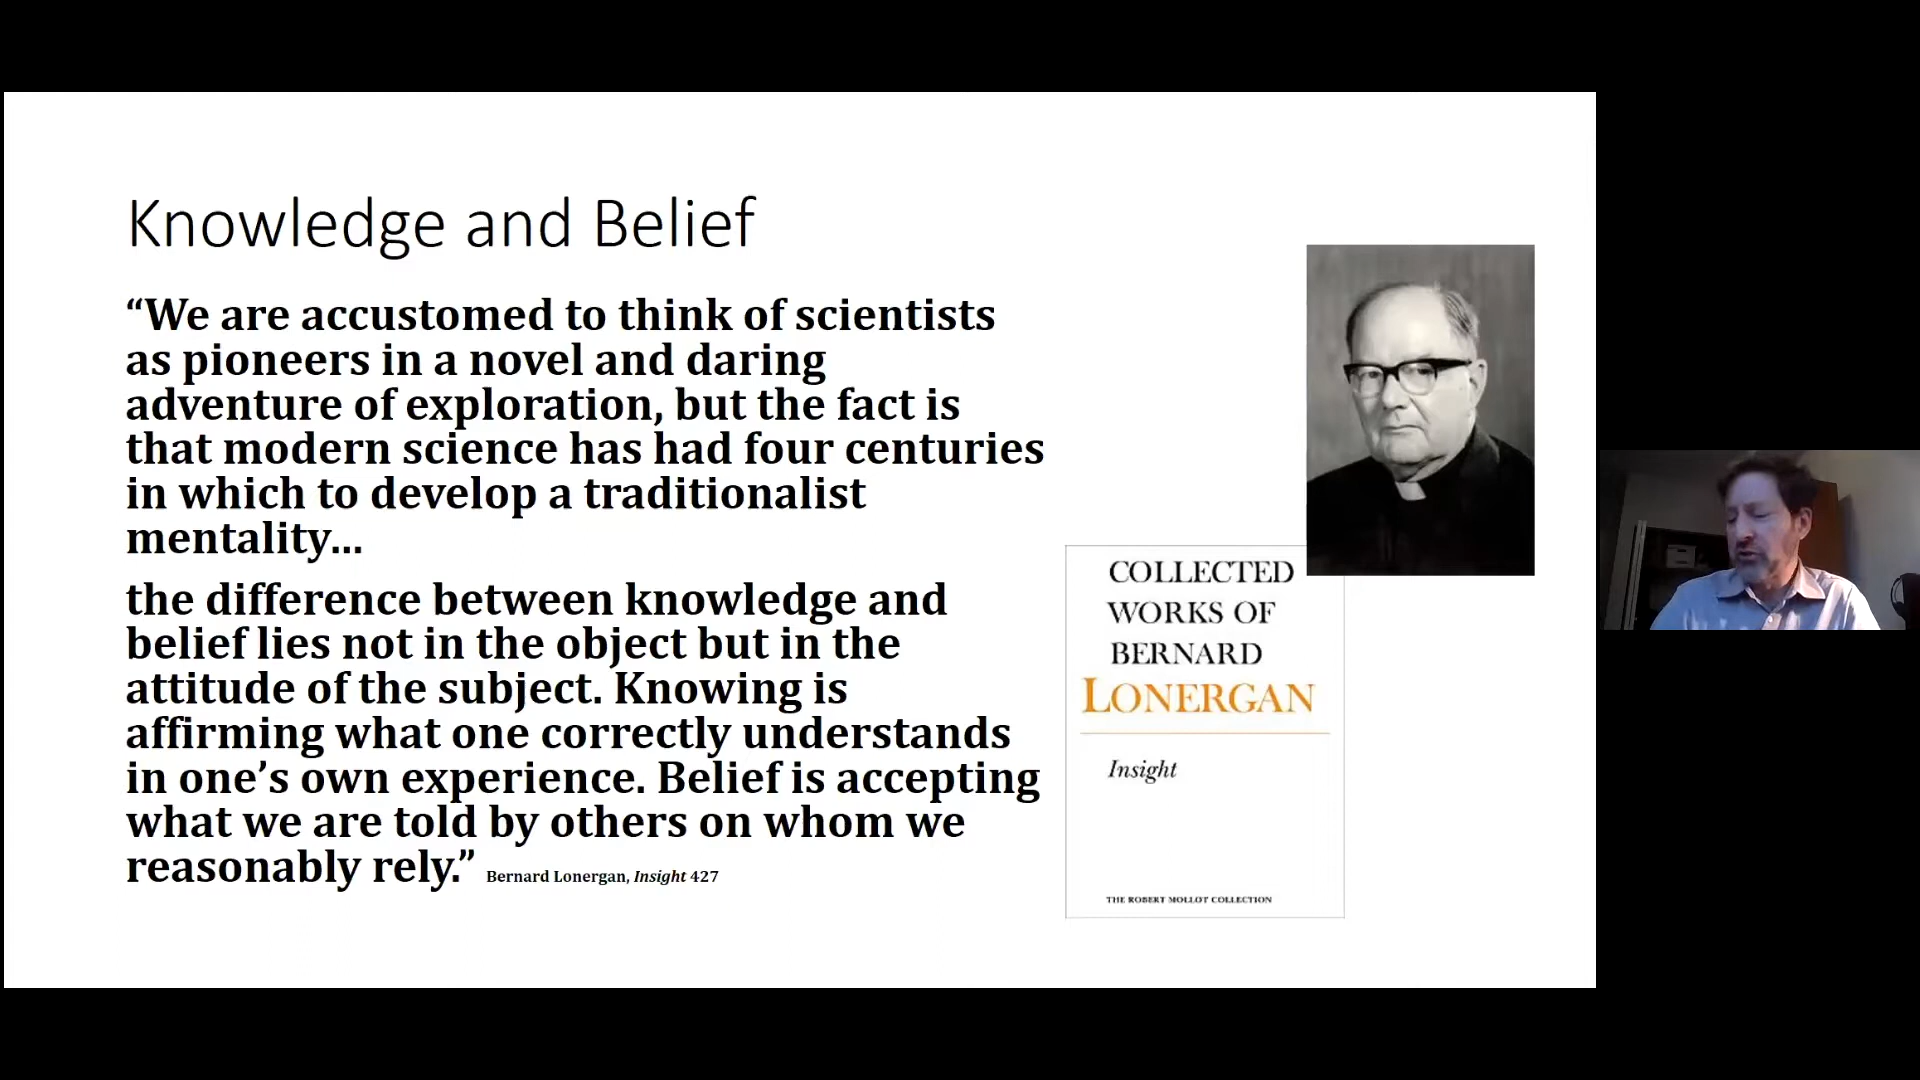 Knowledge and Belief
“We are accustomed to think of scientists
as pioneers in a novel and daring
adventure of exploration, but the fact is
that modern science has had four centuries
in which to develop a traditionalist
mentality...
the difference between knowledge and
belief lies not in the object but in the
attitude of the subject. Knowing is
affirming what one correctly understands
in one’s own experience. Belief is accepting
what we are told by others on whom we
reasonably rely.” Bernard Lonergan, Insight 427
COLLECTED
WORKS OF
BERNARD
LONERGAN
Insight
THE ROBERT MOLLOT COLLECTION